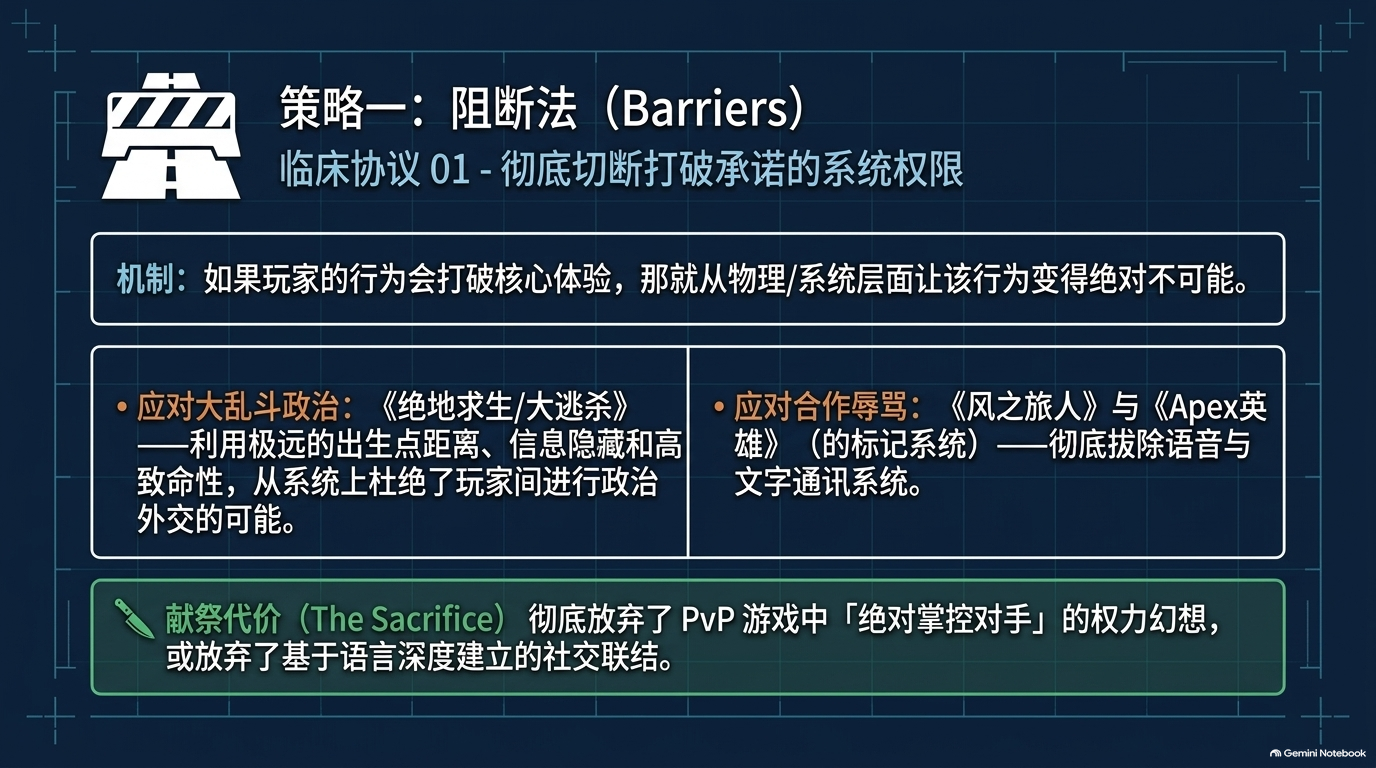 策略一：阻断法（Barriers）
临床协议 01 - 彻底切断打破承诺的系统权限
机制：如果玩家的行为会打破核心体验，那就从物理/系统层面让该行为变得绝对不可能。
• 应对大乱斗政治：《绝地求生/大逃杀》
——利用极远的出生点距离、信息隐藏和高
致命性，从系统上杜绝了玩家间进行政治
外交的可能。
• 应对合作辱骂：《风之旅人》与《Apex英
雄》（的标记系统）——彻底拔除语音与
文字通讯系统。
献祭代价（The Sacrifice） 彻底放弃了 PvP 游戏中「绝对掌控对手」的权力幻想，
或放弃了基于语言深度建立的社交联结。
Gemini Notebook